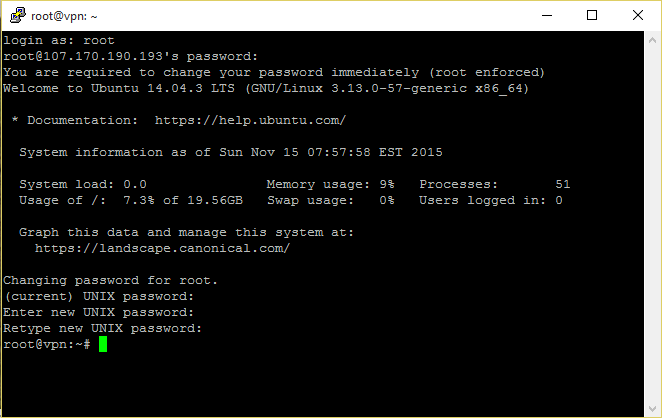 root@vpn: ~
login as: root
root@107.170.190.193's password:
You are required to change your password immediately (root enforced)
Welcome to Ubuntu 14.04.3 LTS (GNU/Linux 3.13.0-57-generic x86_64)
* Documentation:  https://help.ubuntu.com/
System information as of Sun Nov 15 07:57:58 EST 2015
System load: 0.0               Memory usage: 9%   Processes:       51
Usage of /:  7.3% of 19.56GB   Swap usage:   0%   Users logged in: 0
Graph this data and manage this system at:
https://landscape.canonical.com/
Changing password for root.
(current) UNIX password:
Enter new UNIX password:
Retype new UNIX password:
root@vpn:~#